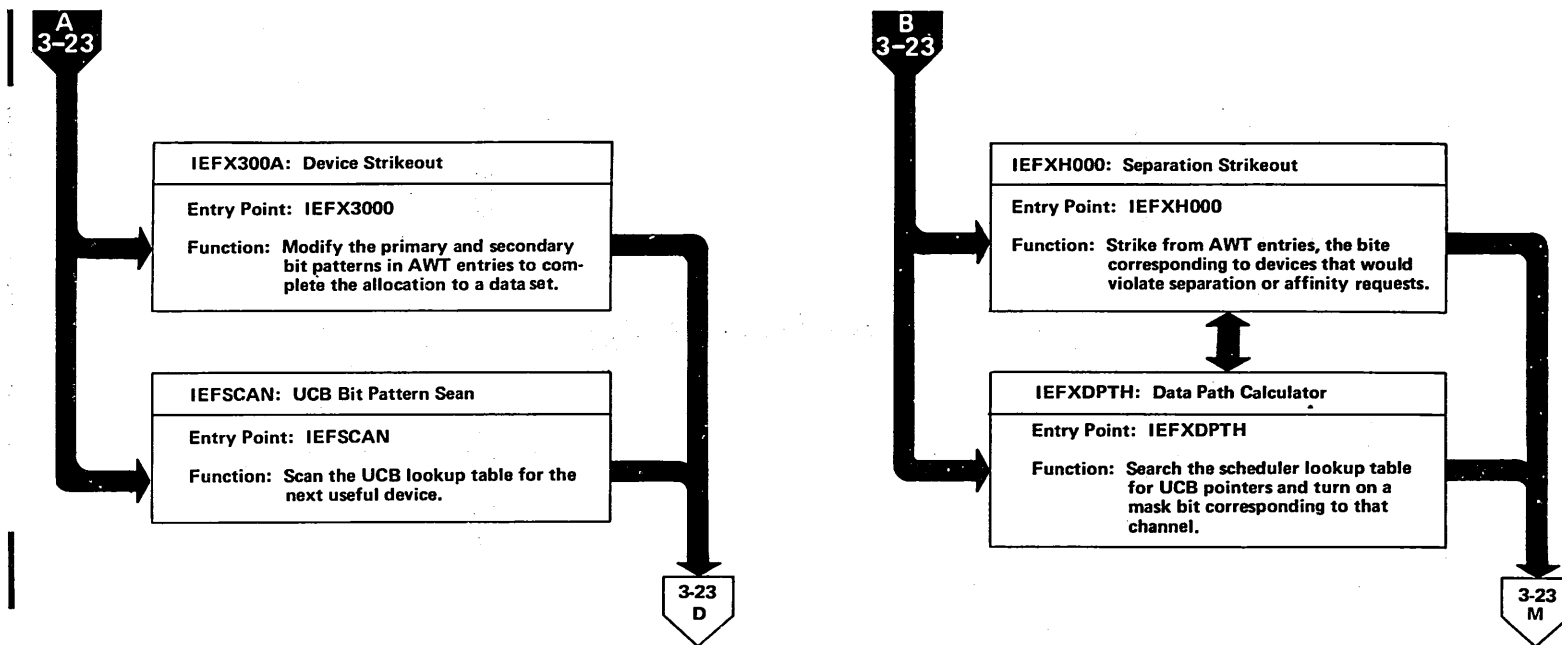 A
3-23
IEFX300A: Device Strikeout
Entry Point: IEFX3000
Function: Modify the primary and secondary
bit patterns in AWT entries to com-
plete the allocation to a data set.
IEFSCAN: UCB Bit Pattern Sean
Entry Point: IEFSCAN
Function: Scan the UCB lookup table for the
next useful device.
3-23
D
B
3-23
IEFXH000: Separation Strikeout
Entry Point: IEFXH000
Function: Strike from AWT entries, the bite
corresponding to devices that would
violate separation or affinity requests.
IEFXDPTH: Data Path Calculator
Entry Point: IEFXDPTH
Function: Search the scheduler lookup table
for UCB pointers and turn on a
mask bit corresponding to that
channel.
3-23
M